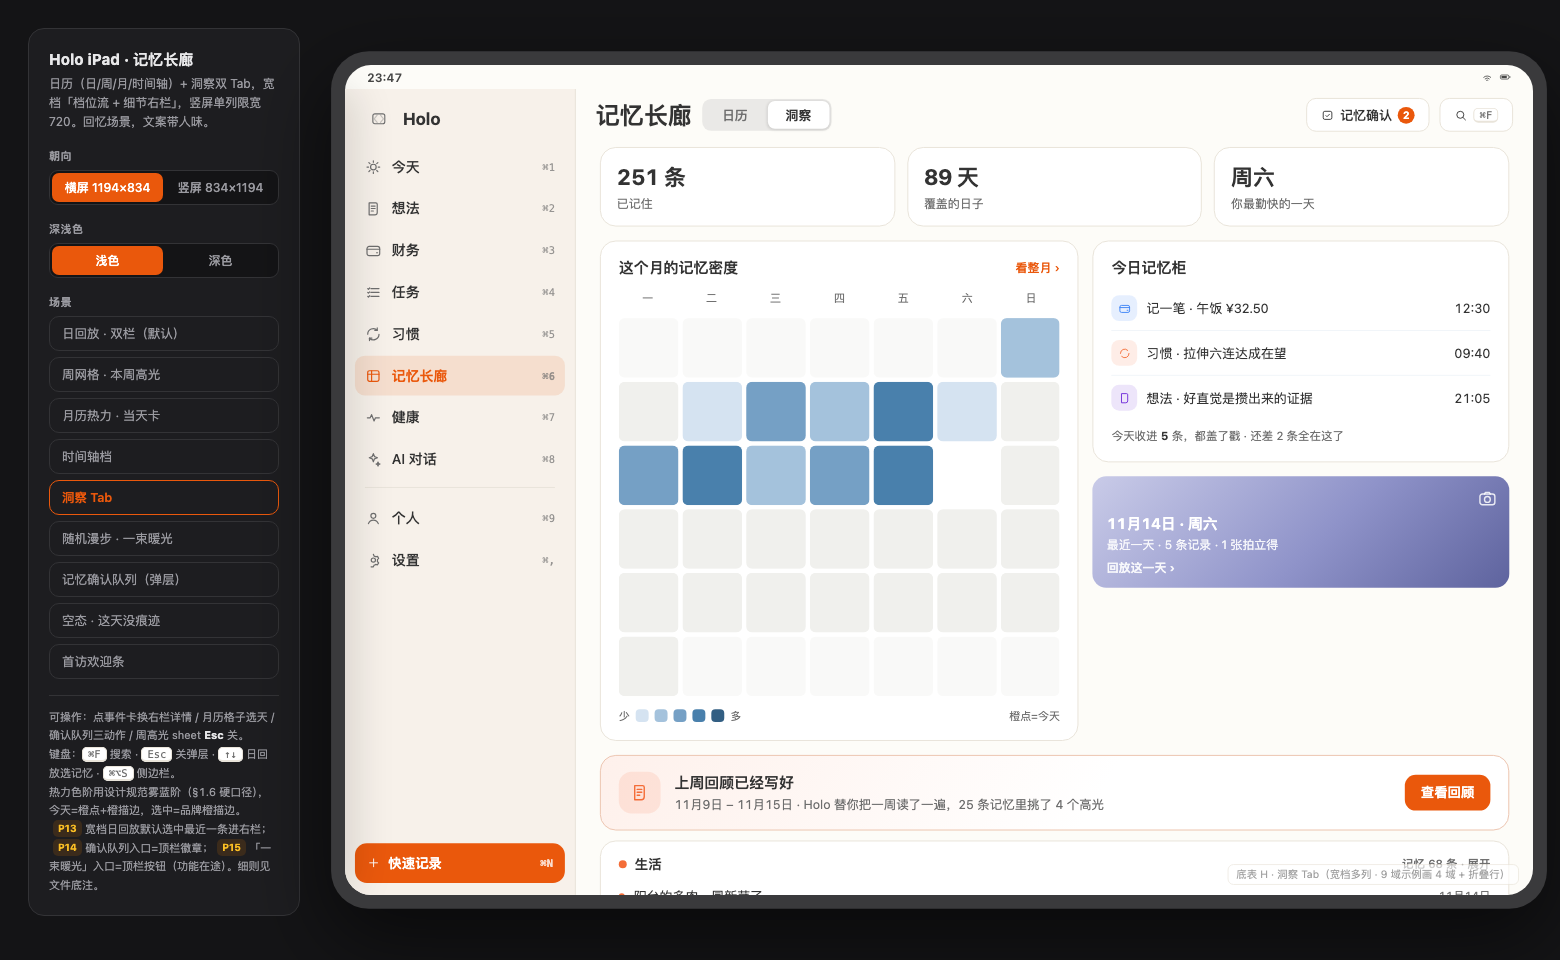 Holo iPad · 记忆长廊
日历（日/周/月/时间轴）+ 洞察双 Tab，宽
档「档位流 + 细节右栏」，竖屏单列限宽
720。回忆场景，文案带人味。
朝向
横屏 1194×834
竖屏 834×1194
深浅色
浅色
深色
场景
日回放 · 双栏（默认）
周网格 · 本周高光
月历热力 · 当天卡
时间轴档
洞察 Tab
随机漫步 · 一束暖光
记忆确认队列（弹层）
空态 · 这天没痕迹
首访欢迎条
可操作：点事件卡换右栏详情 / 月历格子选天 /
确认队列三动作 / 周高光 sheet Esc 关。
键盘：⌘F 搜索 · Esc 关弹层 · ↑↓ 日回
放选记忆 · ⌘⌥S 侧边栏。
热力色阶用设计规范雾蓝阶（§1.6 硬口径），
今天=橙点+橙描边，选中=品牌橙描边。
P13 宽档日回放默认选中最近一条进右栏；
P14 确认队列入口=顶栏徽章； P15 「一
束暖光」入口=顶栏按钮（功能在途）。细则见
文件底注。
23:47
Holo
今天 ⌘1
想法 ⌘2
财务 ⌘3
任务 ⌘4
习惯 ⌘5
记忆长廊 ⌘6
健康 ⌘7
AI 对话 ⌘8
个人 ⌘9
设置 ⌘,
+ 快速记录 ⌘N
记忆长廊
日历
洞察
记忆确认 2
⌘F
251 条
已记住
89 天
覆盖的日子
周六
你最勤快的一天
这个月的记忆密度
看整月 ›
一 二 三 四 五 六 日
少 多
橙点=今天
今日记忆柜
记一笔 · 午饭 ¥32.50 12:30
习惯 · 拉伸六连达成在望 09:40
想法 · 好直觉是攒出来的证据 21:05
今天收进 5 条，都盖了戳 · 还差 2 条全在这了
11月14日 · 周六
最近一天 · 5 条记录 · 1 张拍立得
回放这一天 ›
上周回顾已经写好
11月9日 – 11月15日 · Holo 替你把一周读了一遍，25 条记忆里挑了 4 个高光
查看回顾
生活
记忆 68 条 · 展开
底表 H · 洞察 Tab（宽档多列 · 9 域示例画 4 域 + 折叠行）